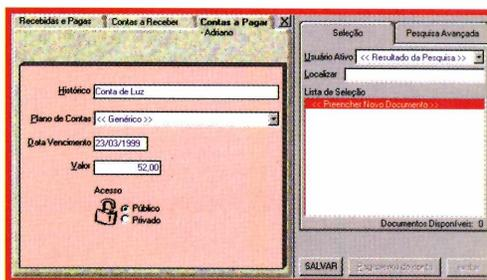 Recebidas e Pagas Contas a Receber Contas a Pagar X
- Adriano
Histórico Conta de Luz
Plano de Contas << Genérico >>
Data Vencimento 23/03/1999
Valor 52,00
Acesso
Público
Privado
Seleção Pesquisa Avançada
Usuário Ativo << Resultado da Pesquisa >>
Localizar
Lista de Seleção
<< Preencher Novo Documento >>
Documentos Disponíveis: 0
SALVAR